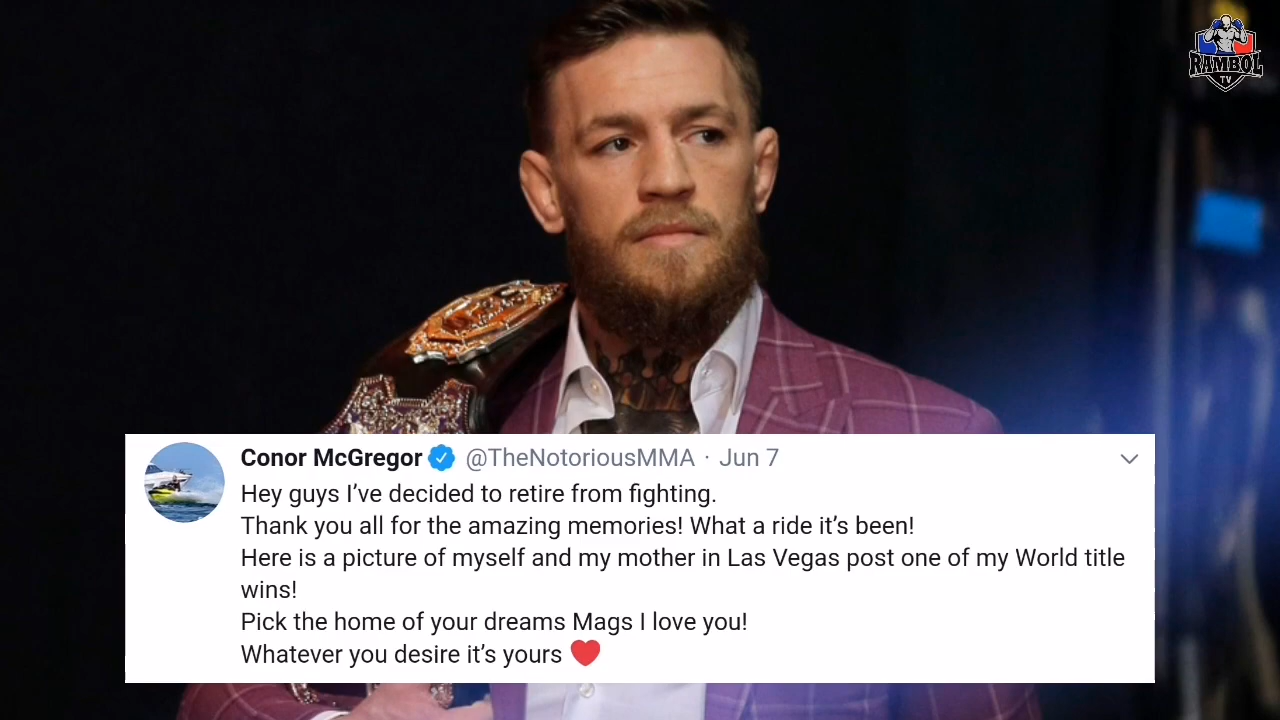 RAMBOL
TV
Conor McGregor @TheNotoriousMMA · Jun 7
Hey guys I’ve decided to retire from fighting.
Thank you all for the amazing memories! What a ride it’s been!
Here is a picture of myself and my mother in Las Vegas post one of my World title
wins!
Pick the home of your dreams Mags I love you!
Whatever you desire it’s yours ❤️